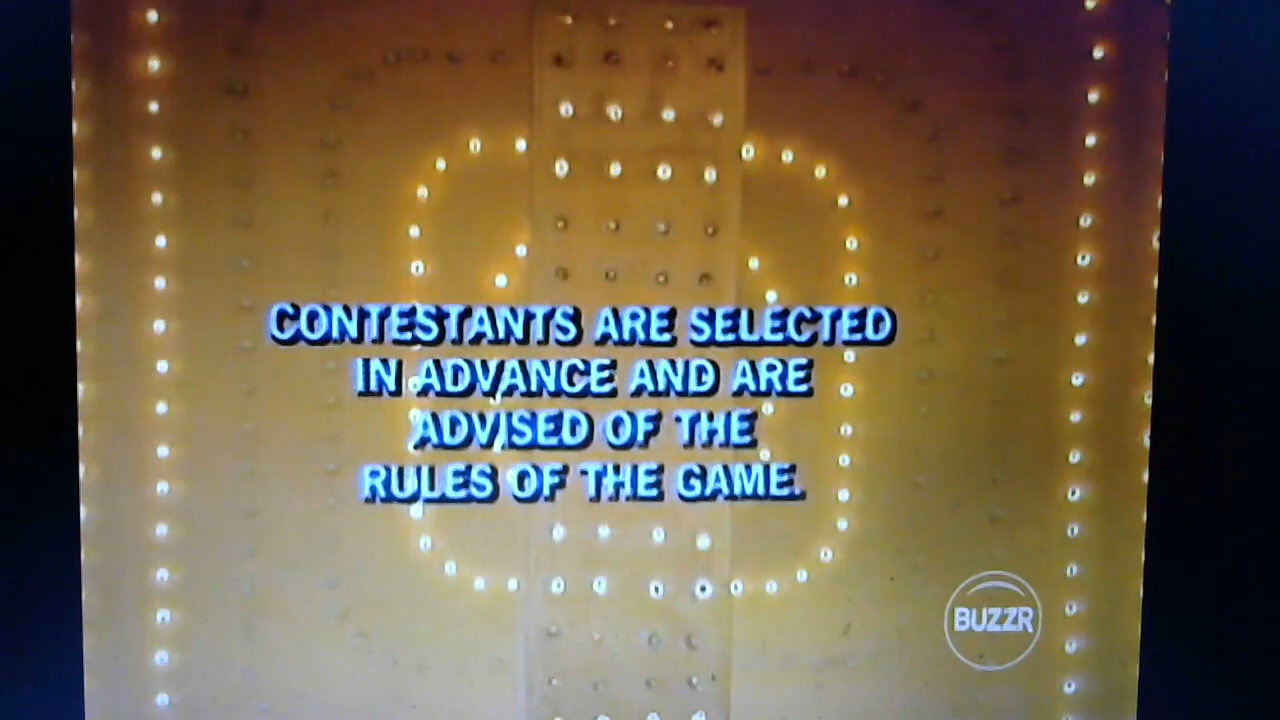 CONTESTANTS ARE SELECTED
IN ADVANCE AND ARE
ADVISED OF THE
RULES OF THE GAME.
BUZZR